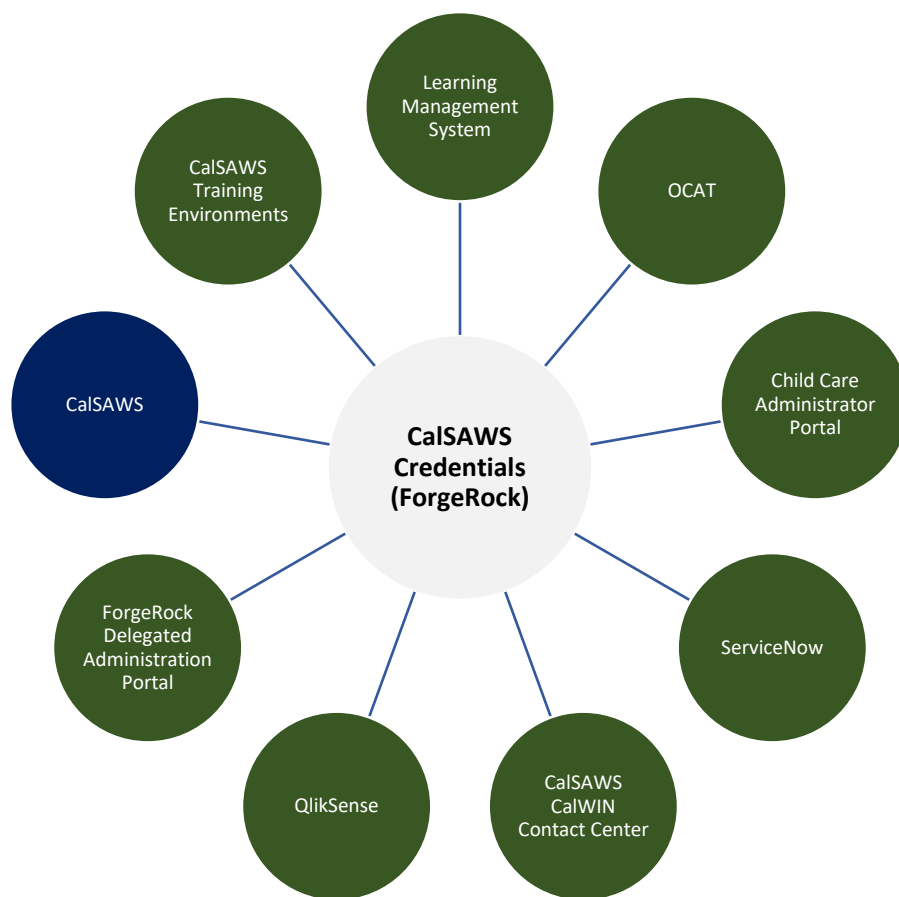 Learning
Management
System
OCAT
Child Care
Administrator
Portal
ServiceNow
CalSAWS
CalWIN
Contact Center
QlikSense
ForgeRock
Delegated
Administration
Portal
CalSAWS
CalSAWS
Training
Environments
CalSAWS
Credentials
(ForgeRock)